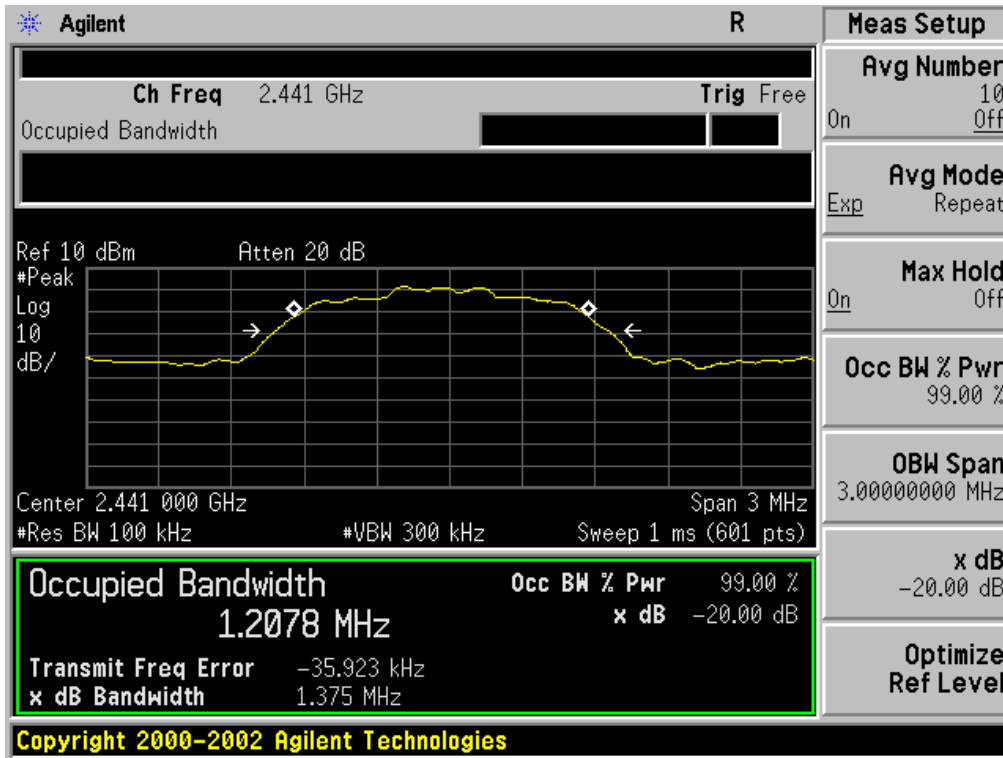 Agilent R
Ch Freq 2.441 GHz Trig Free
Occupied Bandwidth
Ref 10 dBm Atten 20 dB
#Peak
Log
10
dB/
Center 2.441 000 GHz Span 3 MHz
#Res BW 100 kHz #VBW 300 kHz Sweep 1 ms (601 pts)
Occupied Bandwidth Occ BW % Pwr 99.00 %
1.2078 MHz x dB -20.00 dB
Transmit Freq Error -35.923 kHz
x dB Bandwidth 1.375 MHz
Copyright 2000-2002 Agilent Technologies
Meas Setup
Avg Number
10
On Off
Avg Mode
Exp Repeat
Max Hold
On Off
Occ BW % Pwr
99.00 %
OBW Span
3.00000000 MHz
x dB
-20.00 dB
Optimize
Ref Level